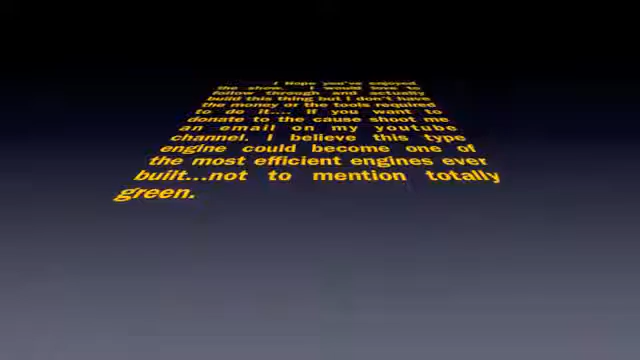 I Hope you've enjoyed
the show. I would love to
follow through and actually
build this thing but I don't have
the money or the tools required
to do it.... If you want to
donate to the cause shoot me
an email on my youtube
channel. I believe this type
engine could become one of
the most efficient engines ever
built...not to mention totally
green.